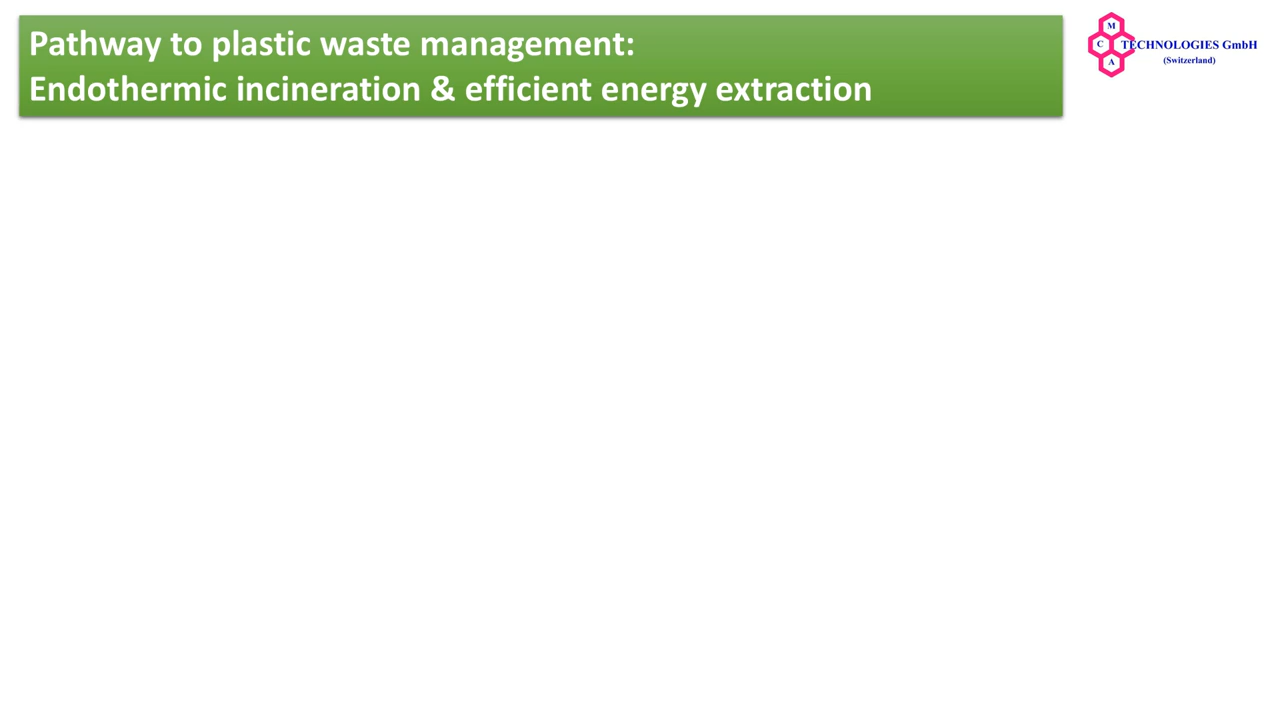 Pathway to plastic waste management:
Endothermic incineration & efficient energy extraction
M
C
TECHNOLOGIES GmbH
A
(Switzerland)